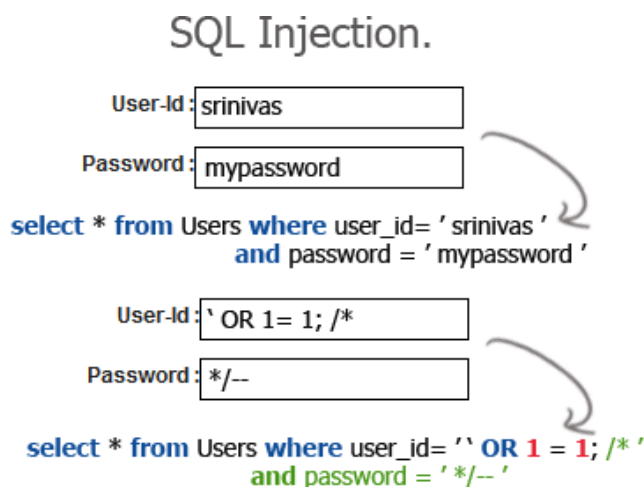 SQL Injection.
User-Id : srinivas
Password : mypassword
select * from Users where user_id= ' srinivas '
and password = ' mypassword '
User-Id : ` OR 1= 1; /*
Password : */--
select * from Users where user_id= '` OR 1 = 1; /* '
and password = ' */-- '